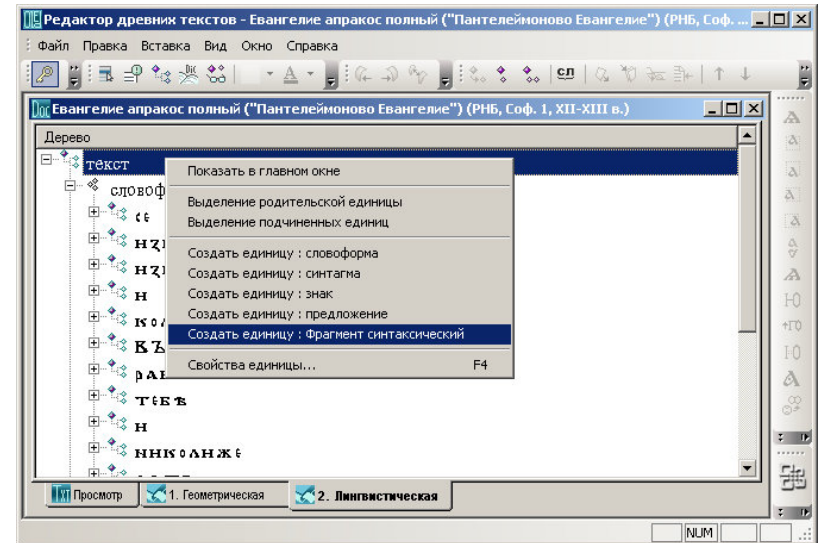 Редактор древних текстов - Евангелие апракос полный ("Пантелеймоново Евангелие") (РНБ, Соф. ...
Файл Правка Вставка Вид Окно Справка
СЛ
Евангелие апракос полный ("Пантелеймоново Евангелие") (РНБ, Соф. 1, XII-XIII в.)
Дерево
текст
Показать в главном окне
словоф
Выделение родительской единицы
Выделение подчиненных единиц
Создать единицу : словоформа
Создать единицу : синтагма
Создать единицу : знак
Создать единицу : предложение
Создать единицу : Фрагмент синтаксический
Свойства единицы... F4
тебѣ
н
ннколнже
Просмотр 1. Геометрическая 2. Лингвистическая
NUM